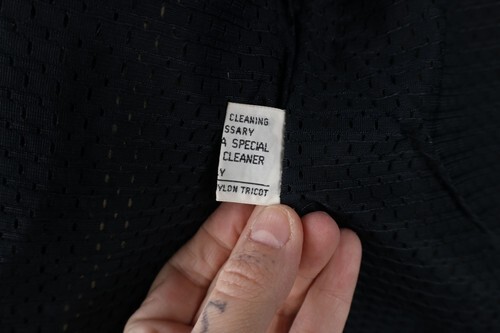 CLEANING
SSARY
A SPECIAL
CLEANER
Y
YLON TRICOT